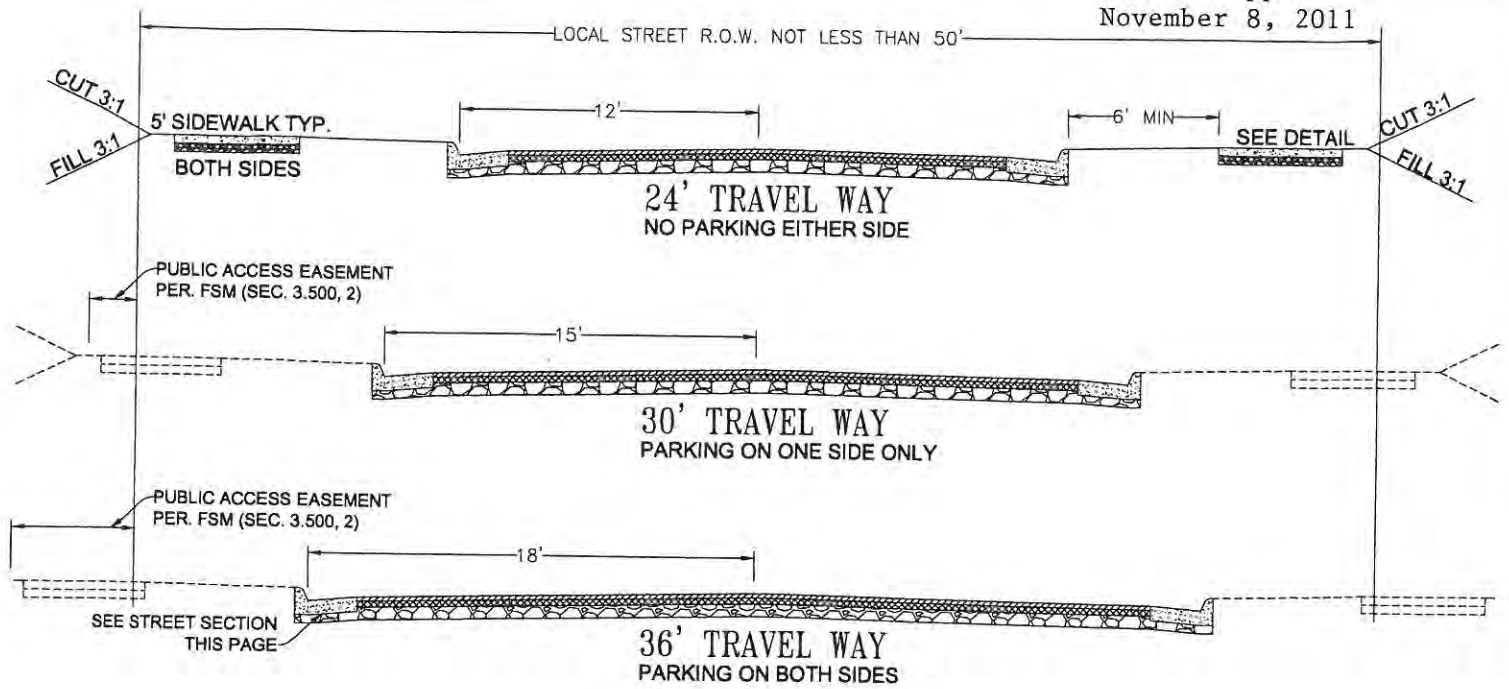 November 8, 2011
LOCAL STREET R.O.W. NOT LESS THAN 50'
CUT 3:1
FILL 3:1
5' SIDEWALK TYP.
BOTH SIDES
12'
6' MIN
SEE DETAIL
CUT 3:1
FILL 3:1
24' TRAVEL WAY
NO PARKING EITHER SIDE
PUBLIC ACCESS EASEMENT
PER. FSM (SEC. 3.500, 2)
15'
30' TRAVEL WAY
PARKING ON ONE SIDE ONLY
PUBLIC ACCESS EASEMENT
PER. FSM (SEC. 3.500, 2)
18'
SEE STREET SECTION
THIS PAGE
36' TRAVEL WAY
PARKING ON BOTH SIDES